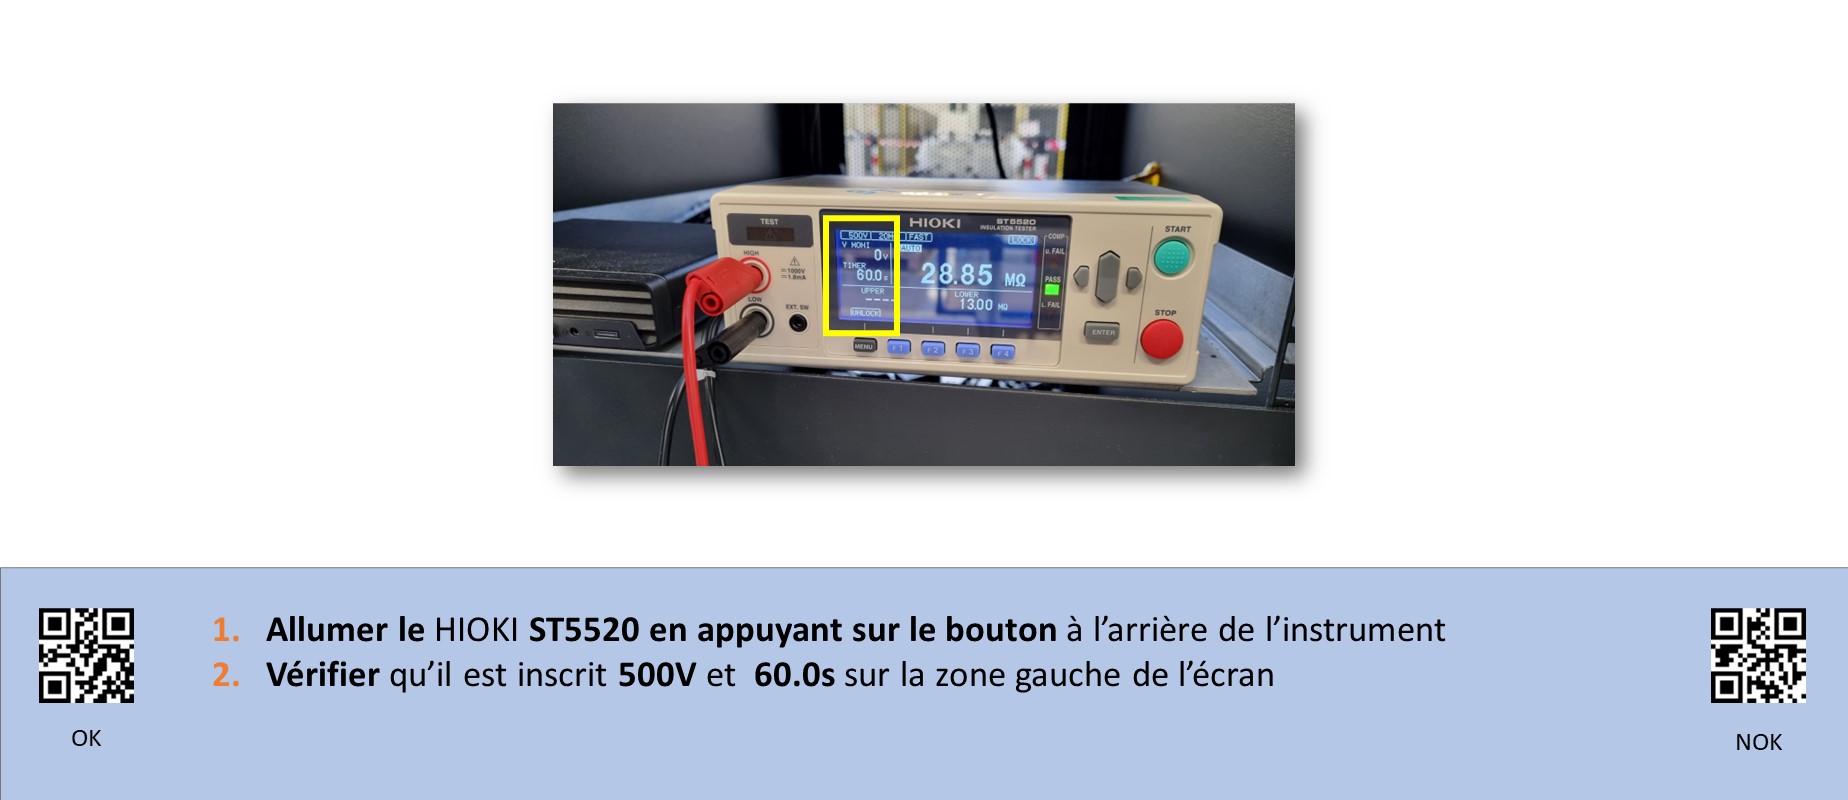 HIOKI
ST5520
INSULATION TESTER
TEST
HIGH
LOW
EXT. SW
⎓1000V
⎓1.8mA
500V
FAST
LOCK
V MONI
AUTO
0V
TIMER
60.0s
28.85 MΩ
UPPER
----
LOWER
13.00 MΩ
UNLOCK
COMP
U. FAIL
PASS
L. FAIL
START
STOP
ENTER
MENU
F1
F2
F3
F4
1. Allumer le HIOKI ST5520 en appuyant sur le bouton à l’arrière de l’instrument
2. Vérifier qu’il est inscrit 500V et 60.0s sur la zone gauche de l’écran
OK
NOK